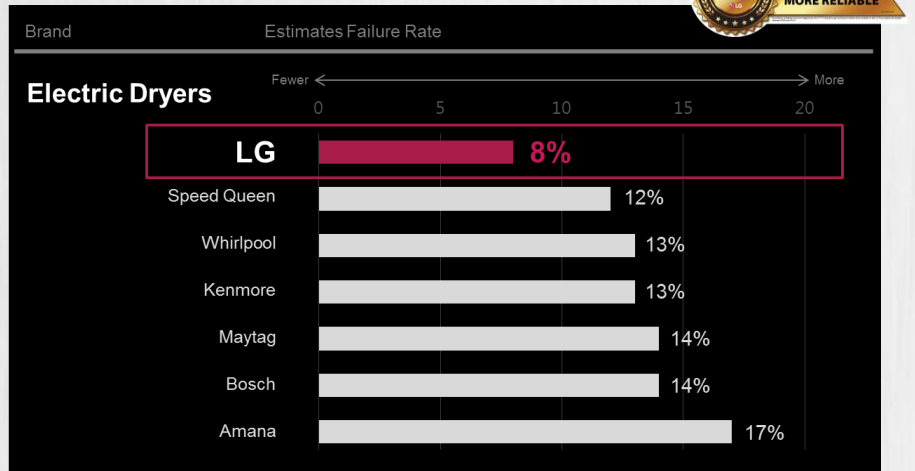 MORE RELIABLE
LG
Brand Estimates Failure Rate
Fewer More
Electric Dryers
0 5 10 15 20
LG 8%
Speed Queen 12%
Whirlpool 13%
Kenmore 13%
Maytag 14%
Bosch 14%
Amana 17%